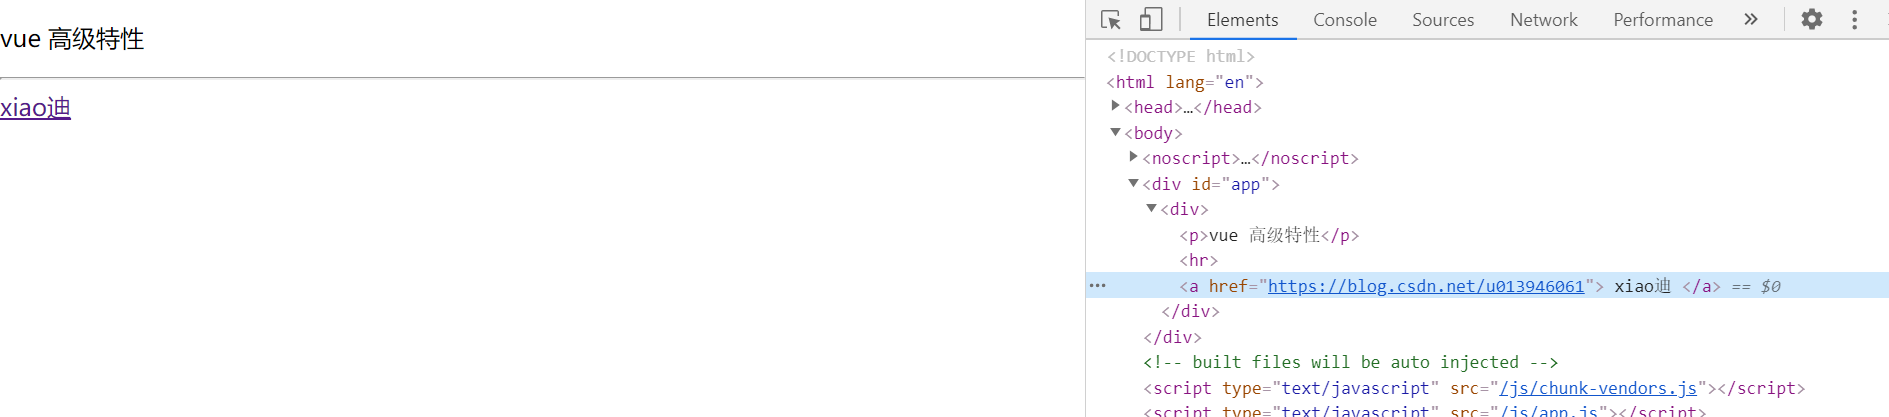 vue 高级特性
xiao迪
Elements Console Sources Network Performance »
<!DOCTYPE html>
<html lang="en">
<head>…</head>
<body>
<noscript>…</noscript>
<div id="app">
<div>
<p>vue 高级特性</p>
<hr>
<a href="https://blog.csdn.net/u013946061"> xiao迪 </a> == $0
</div>
</div>
<!-- built files will be auto injected -->
<script type="text/javascript" src="/js/chunk-vendors.js"></script>
<script type="text/javascript" src="/js/app.js"></script>